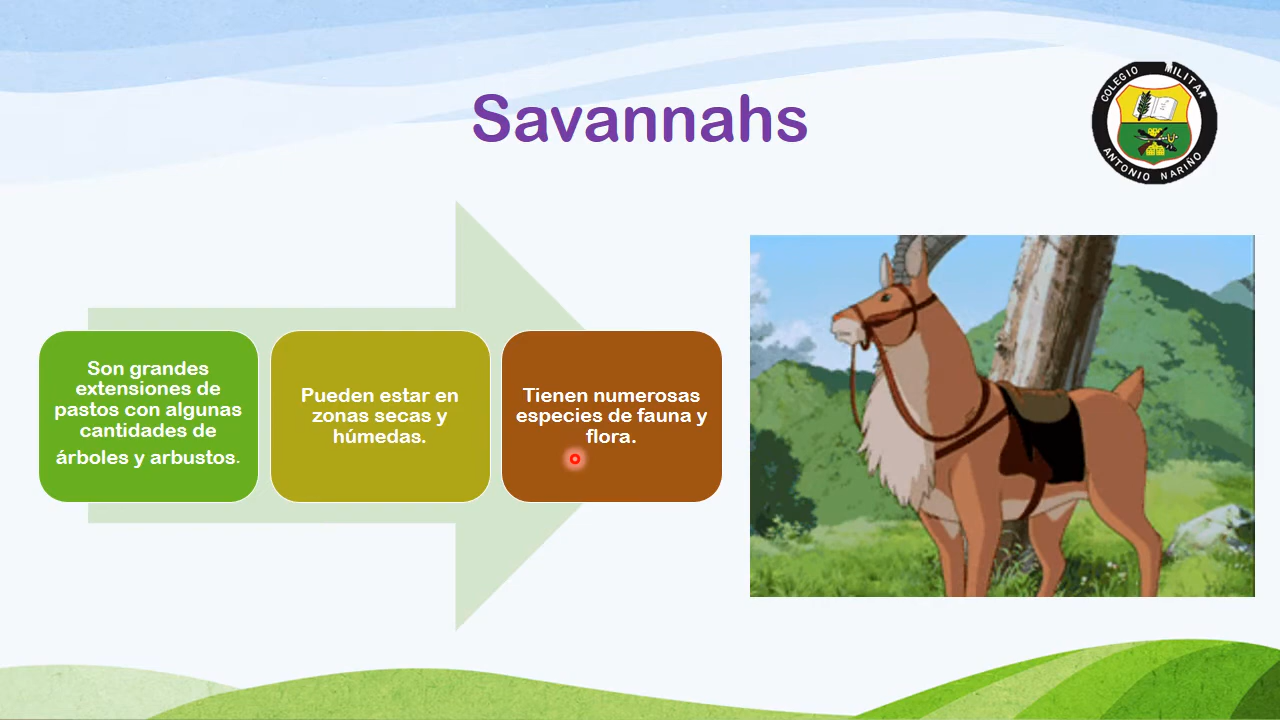 Savannahs
COLEGIO MILITAR
ANTONIO NARIÑO
Son grandes
extensiones de
pastos con algunas
cantidades de
árboles y arbustos.
Pueden estar en
zonas secas y
húmedas.
Tienen numerosas
especies de fauna y
flora.